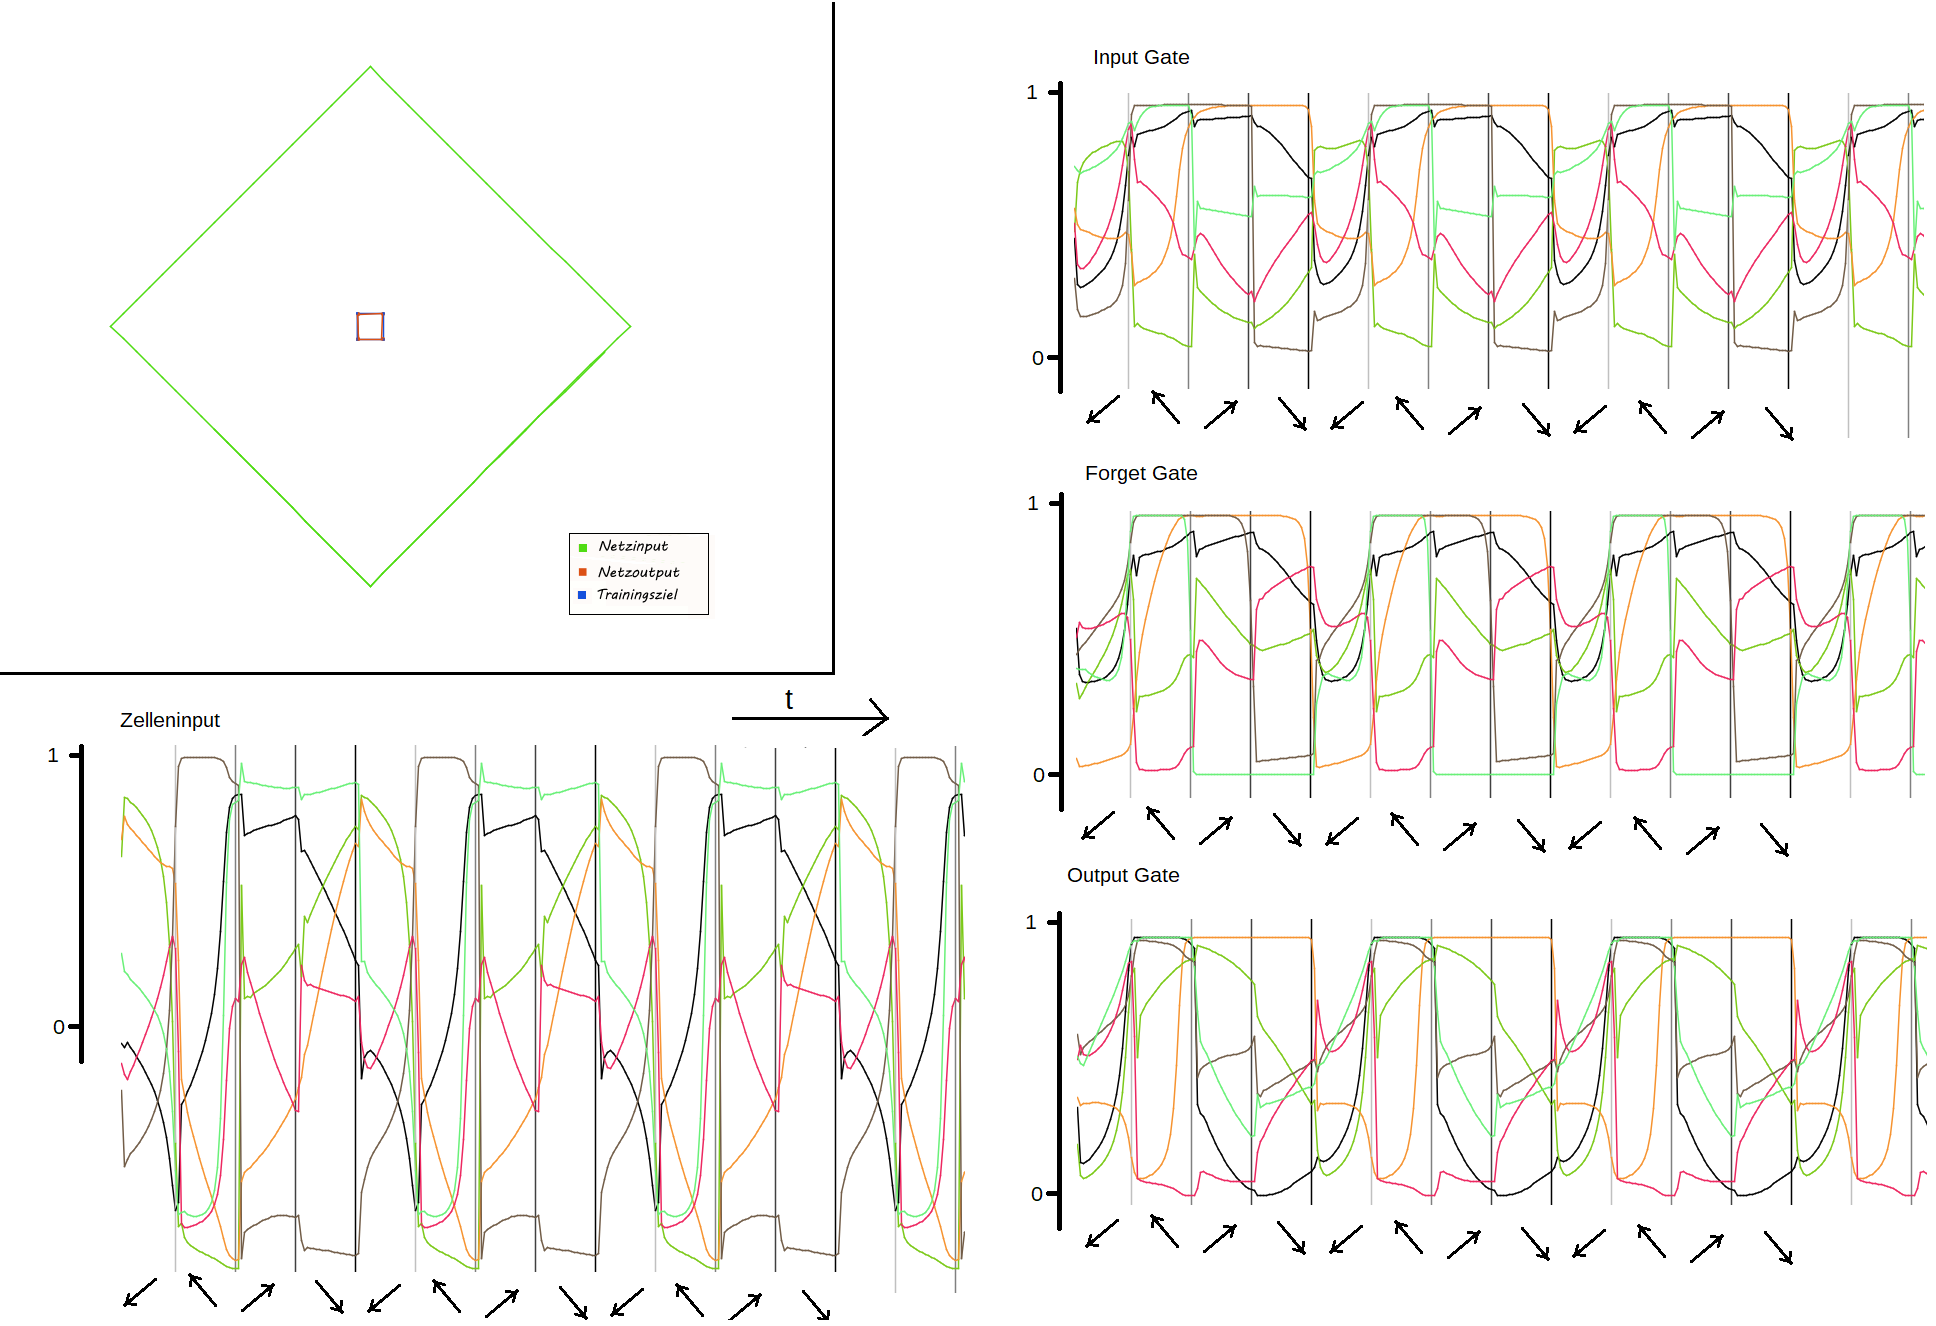 Netzinput
Netzoutput
Trainingsziel
t
Zelleninput
1
0
Input Gate
1
0
Forget Gate
1
0
Output Gate
1
0